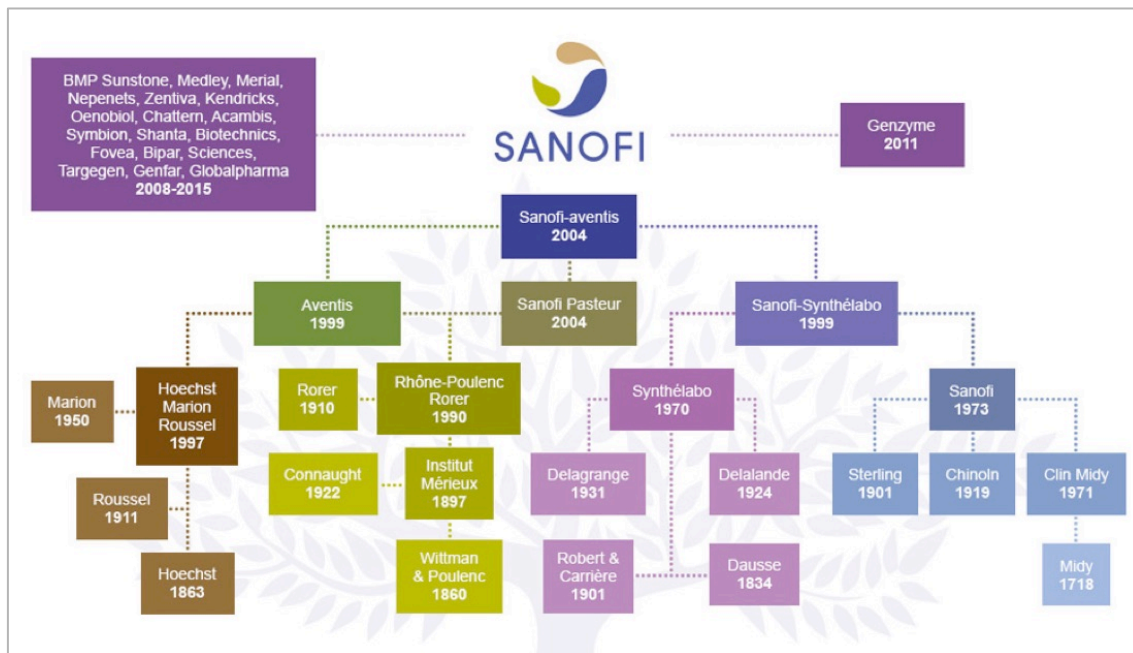 BMP Sunstone, Medley, Merial,
Nepenets, Zentiva, Kendricks,
Oenobiol, Chattern, Acambis,
Symbion, Shanta, Biotechnics,
Fovea, Bipar, Sciences,
Targegen, Genfar, Globalpharma
2008-2015
SANOFI
Genzyme
2011
Sanofi-aventis
2004
Aventis
1999
Sanofi Pasteur
2004
Sanofi-Synthélabo
1999
Marion
1950
Hoechst
Marion
Roussel
1997
Rorer
1910
Rhône-Poulenc
Rorer
1990
Synthélabo
1970
Sanofi
1973
Connaught
1922
Institut
Mérieux
1897
Delagrange
1931
Delalande
1924
Sterling
1901
Chinoln
1919
Clin Midy
1971
Roussel
1911
Hoechst
1863
Wittman
& Poulenc
1860
Robert &
Carrière
1901
Dausse
1834
Midy
1718